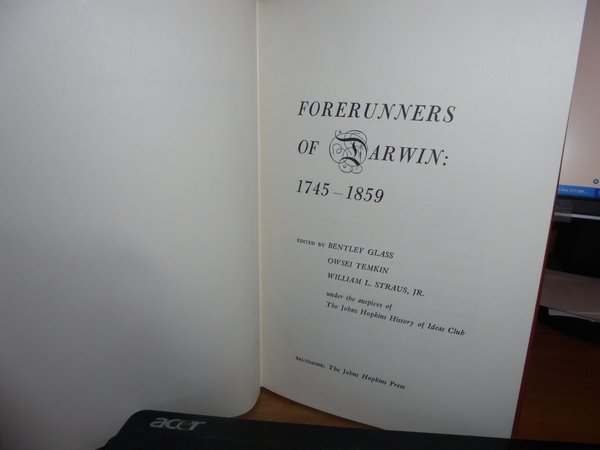 FORERUNNERS
OF DARWIN:
1745–1859
EDITED BY BENTLEY GLASS
OWSEI TEMKIN
WILLIAM L. STRAUS, JR.
under the auspices of
The Johns Hopkins History of Ideas Club
BALTIMORE: The Johns Hopkins Press
acer